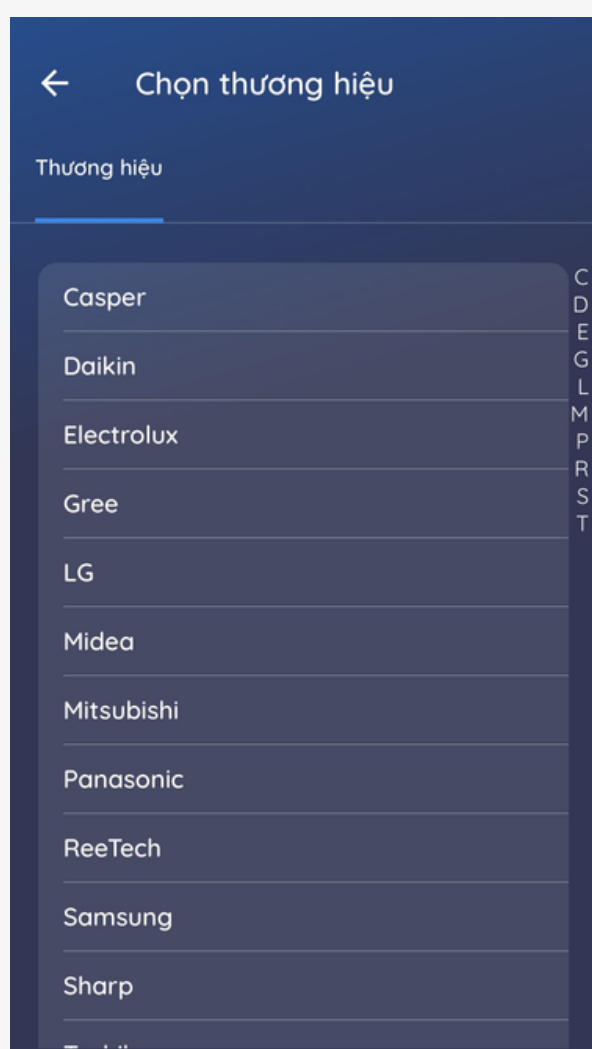 Chọn thương hiệu
Thương hiệu
Casper
Daikin
Electrolux
Gree
LG
Midea
Mitsubishi
Panasonic
ReeTech
Samsung
Sharp
C
D
E
G
L
M
P
R
S
T